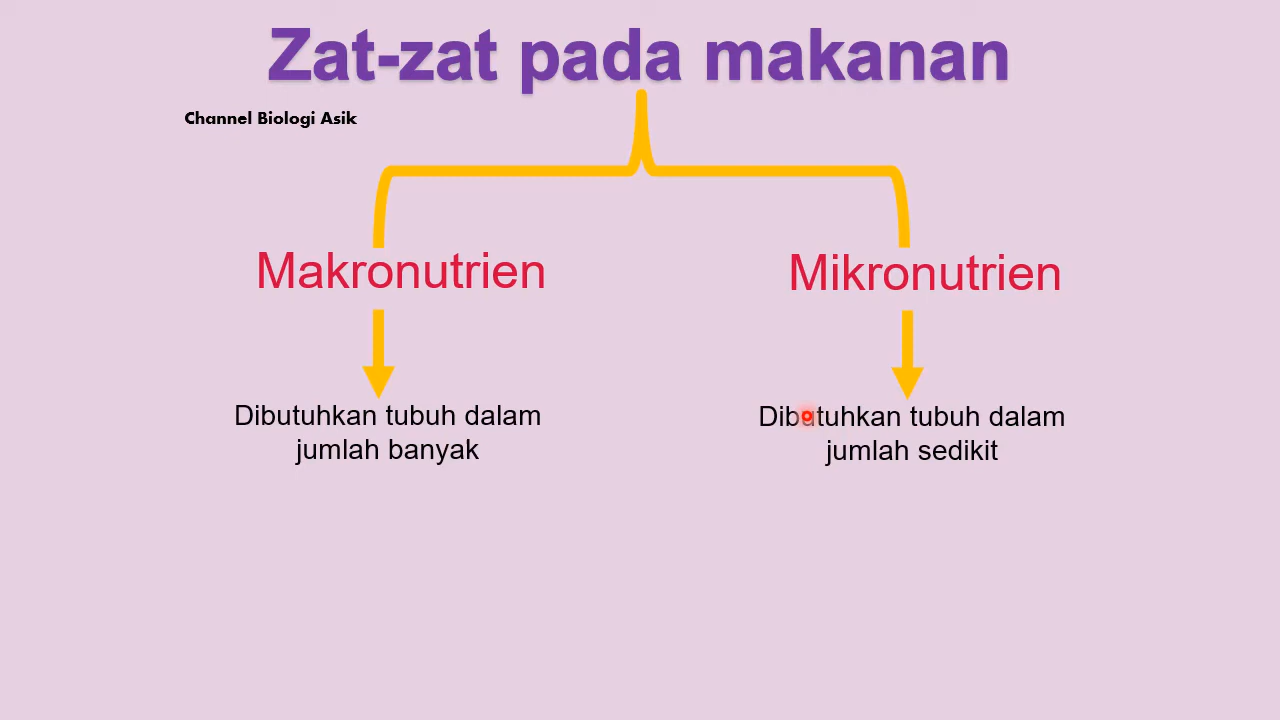 Zat-zat pada makanan
Channel Biologi Asik
Makronutrien
Mikronutrien
Dibutuhkan tubuh dalam
jumlah banyak
Dibutuhkan tubuh dalam
jumlah sedikit